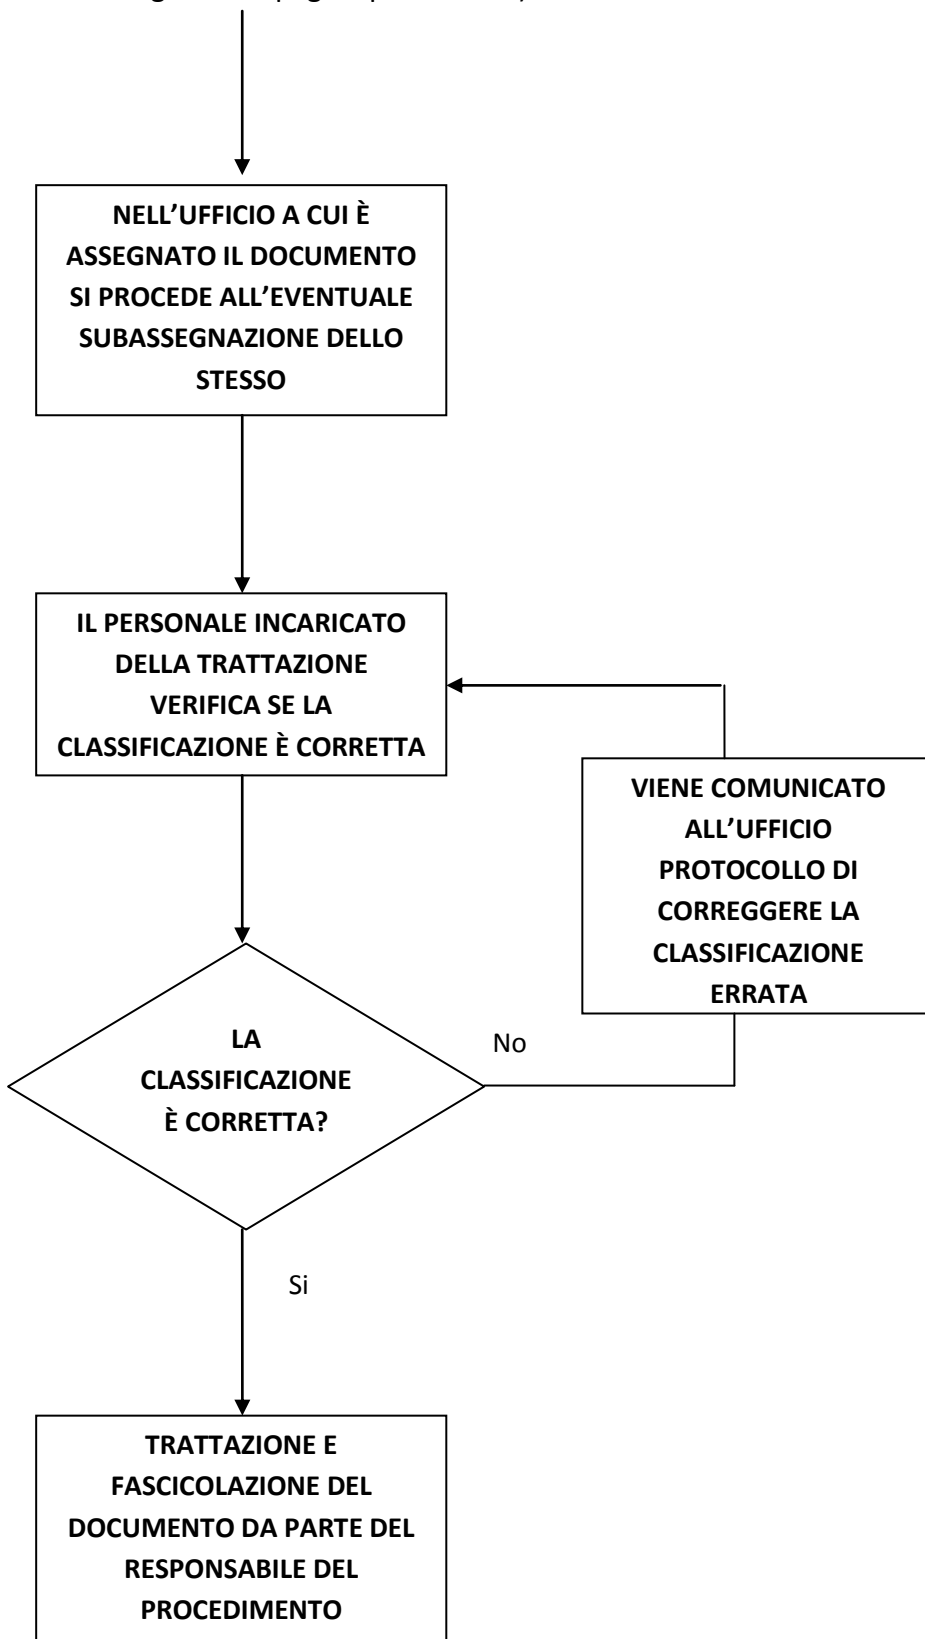 NELL’UFFICIO A CUI È
ASSEGNATO IL DOCUMENTO
SI PROCEDE ALL’EVENTUALE
SUBASSEGNAZIONE DELLO
STESSO
IL PERSONALE INCARICATO
DELLA TRATTAZIONE
VERIFICA SE LA
CLASSIFICAZIONE È CORRETTA
VIENE COMUNICATO
ALL’UFFICIO
PROTOCOLLO DI
CORREGGERE LA
CLASSIFICAZIONE
ERRATA
LA
CLASSIFICAZIONE
È CORRETTA?
No
Si
TRATTAZIONE E
FASCICOLAZIONE DEL
DOCUMENTO DA PARTE DEL
RESPONSABILE DEL
PROCEDIMENTO